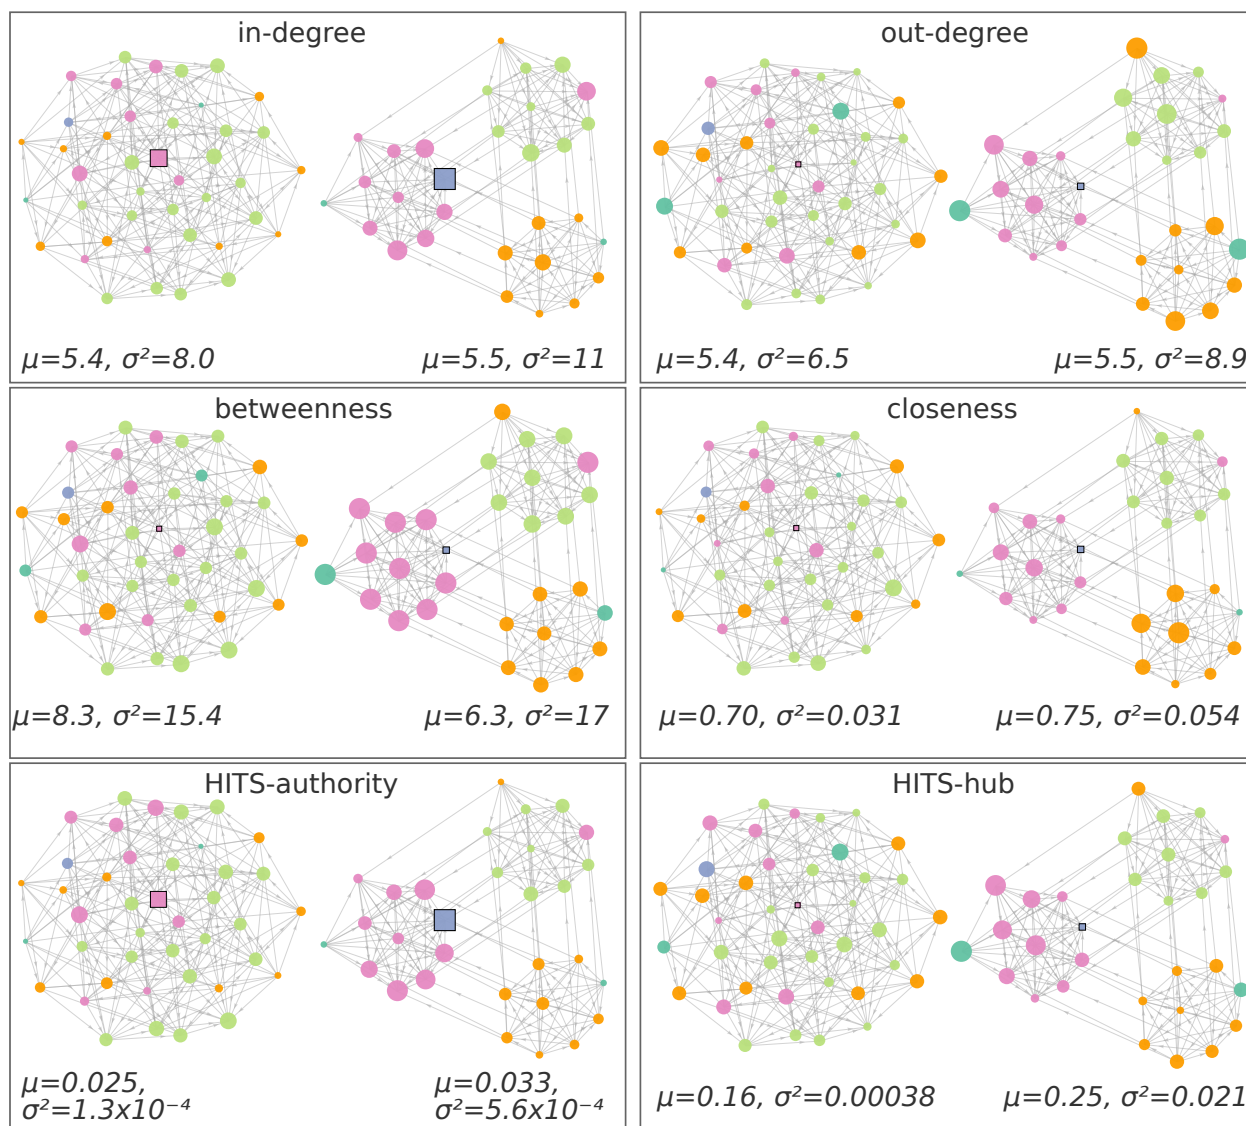 in-degree
μ=5.4, σ²=8.0
μ=5.5, σ²=11
out-degree
μ=5.4, σ²=6.5
μ=5.5, σ²=8.9
betweenness
μ=8.3, σ²=15.4
μ=6.3, σ²=17
closeness
μ=0.70, σ²=0.031
μ=0.75, σ²=0.054
HITS-authority
μ=0.025,
σ²=1.3x10⁻⁴
μ=0.033,
σ²=5.6x10⁻⁴
HITS-hub
μ=0.16, σ²=0.00038
μ=0.25, σ²=0.021